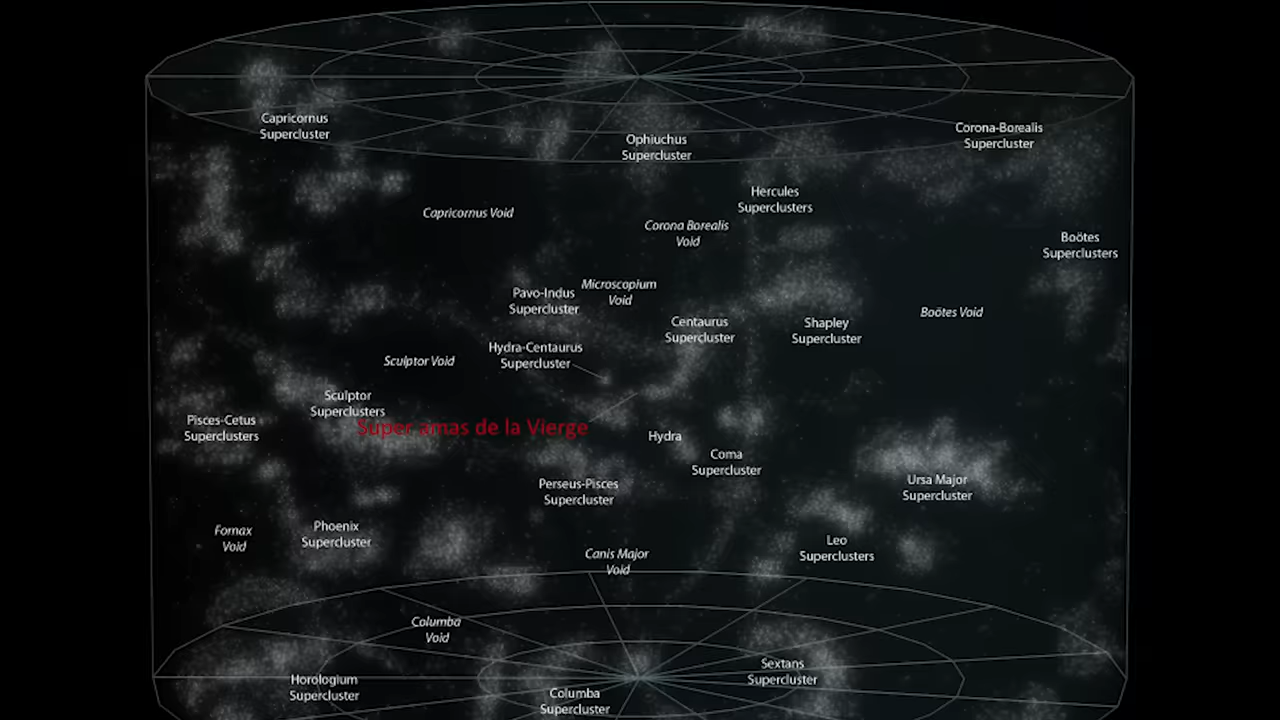 Capricornus
Supercluster
Ophiuchus
Supercluster
Corona-Borealis
Supercluster
Hercules
Superclusters
Capricornus Void
Corona Borealis
Void
Boötes
Superclusters
Pavo-Indus
Supercluster
Microscopium
Void
Boötes Void
Centaurus
Supercluster
Shapley
Supercluster
Hydra-Centaurus
Supercluster
Sculptor Void
Sculptor
Superclusters
Pisces-Cetus
Superclusters
Super amas de la Vierge
Hydra
Coma
Supercluster
Perseus-Pisces
Supercluster
Ursa Major
Supercluster
Fornax
Void
Phoenix
Supercluster
Leo
Superclusters
Canis Major
Void
Columba
Void
Horologium
Supercluster
Columba
Supercluster
Sextans
Supercluster